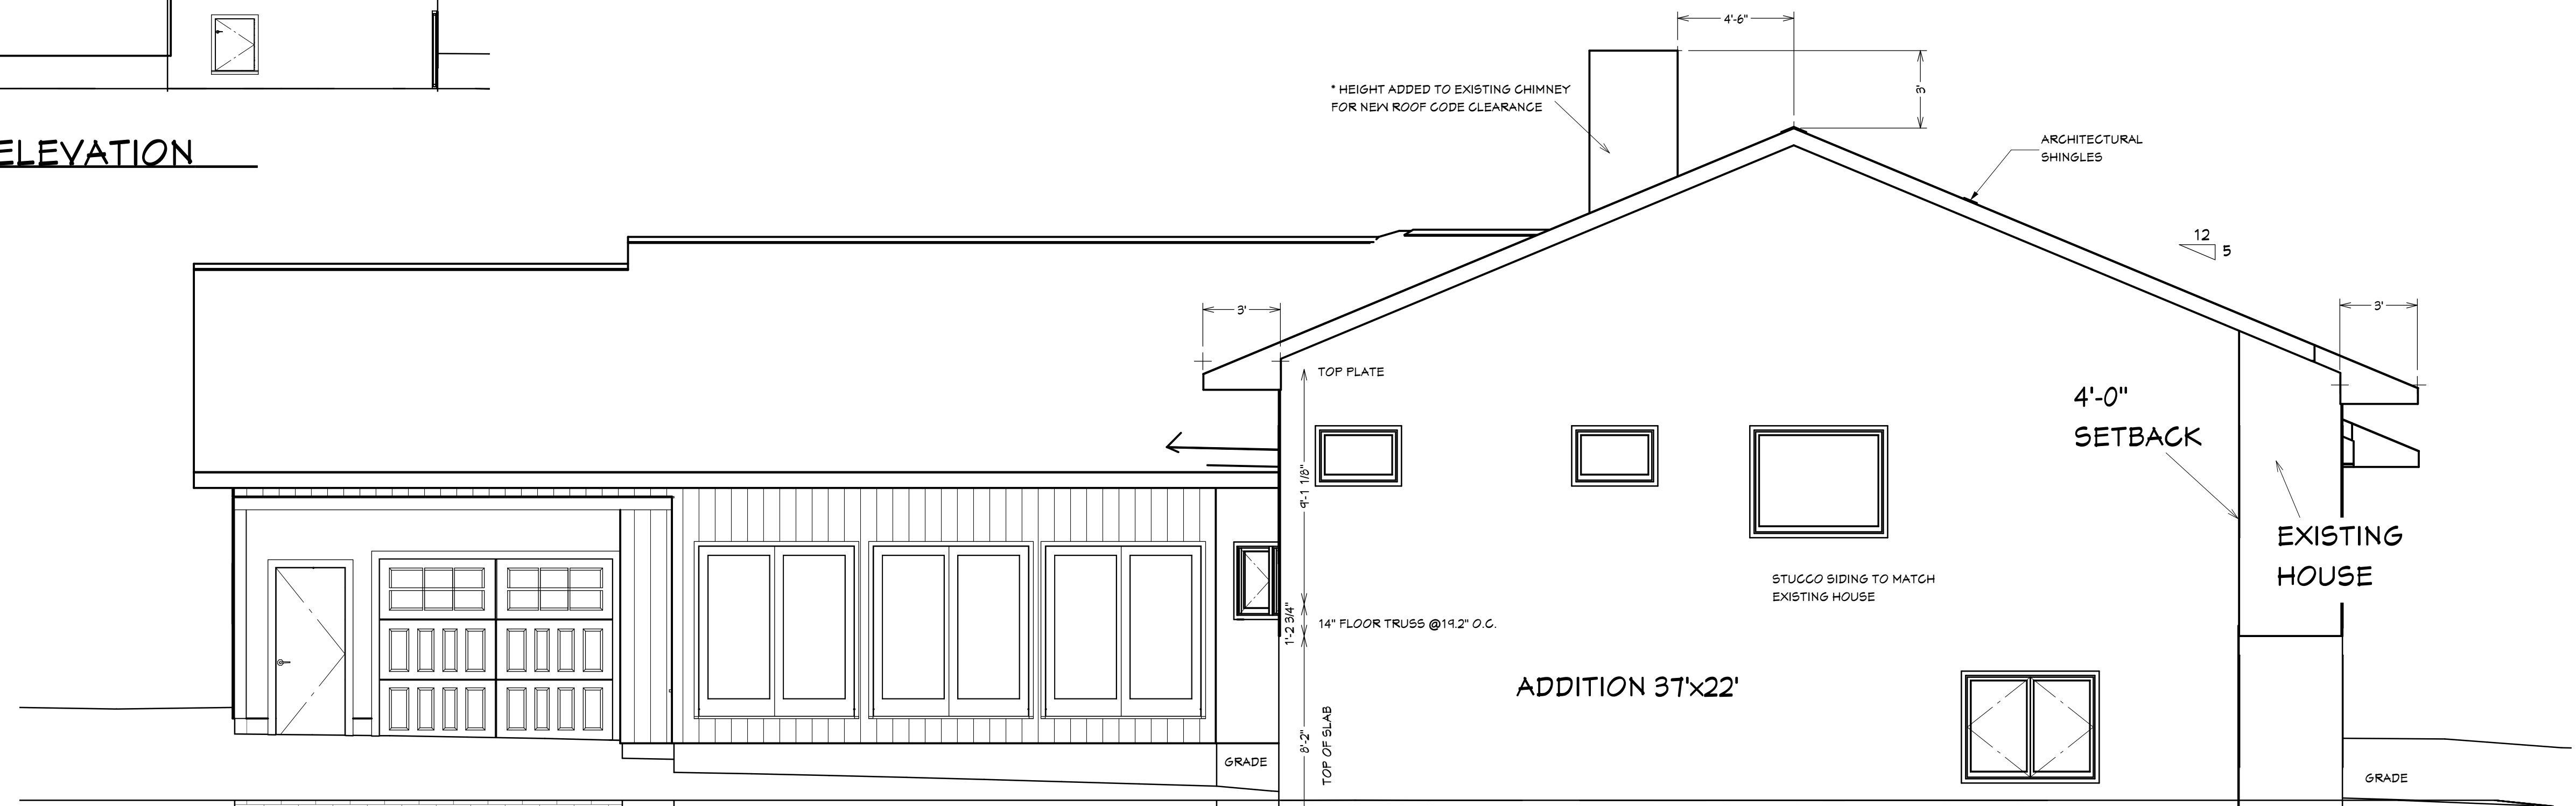 4'-6"
3'
* HEIGHT ADDED TO EXISTING CHIMNEY
FOR NEW ROOF CODE CLEARANCE
ELEVATION
ARCHITECTURAL
SHINGLES
12
5
3'
3'
TOP PLATE
4'-0"
SETBACK
9'-1 1/8"
EXISTING
HOUSE
STUCCO SIDING TO MATCH
EXISTING HOUSE
1'-2 3/4"
14" FLOOR TRUSS @19.2" O.C.
ADDITION 37'x22'
8'-2"
TOP OF SLAB
GRADE
GRADE